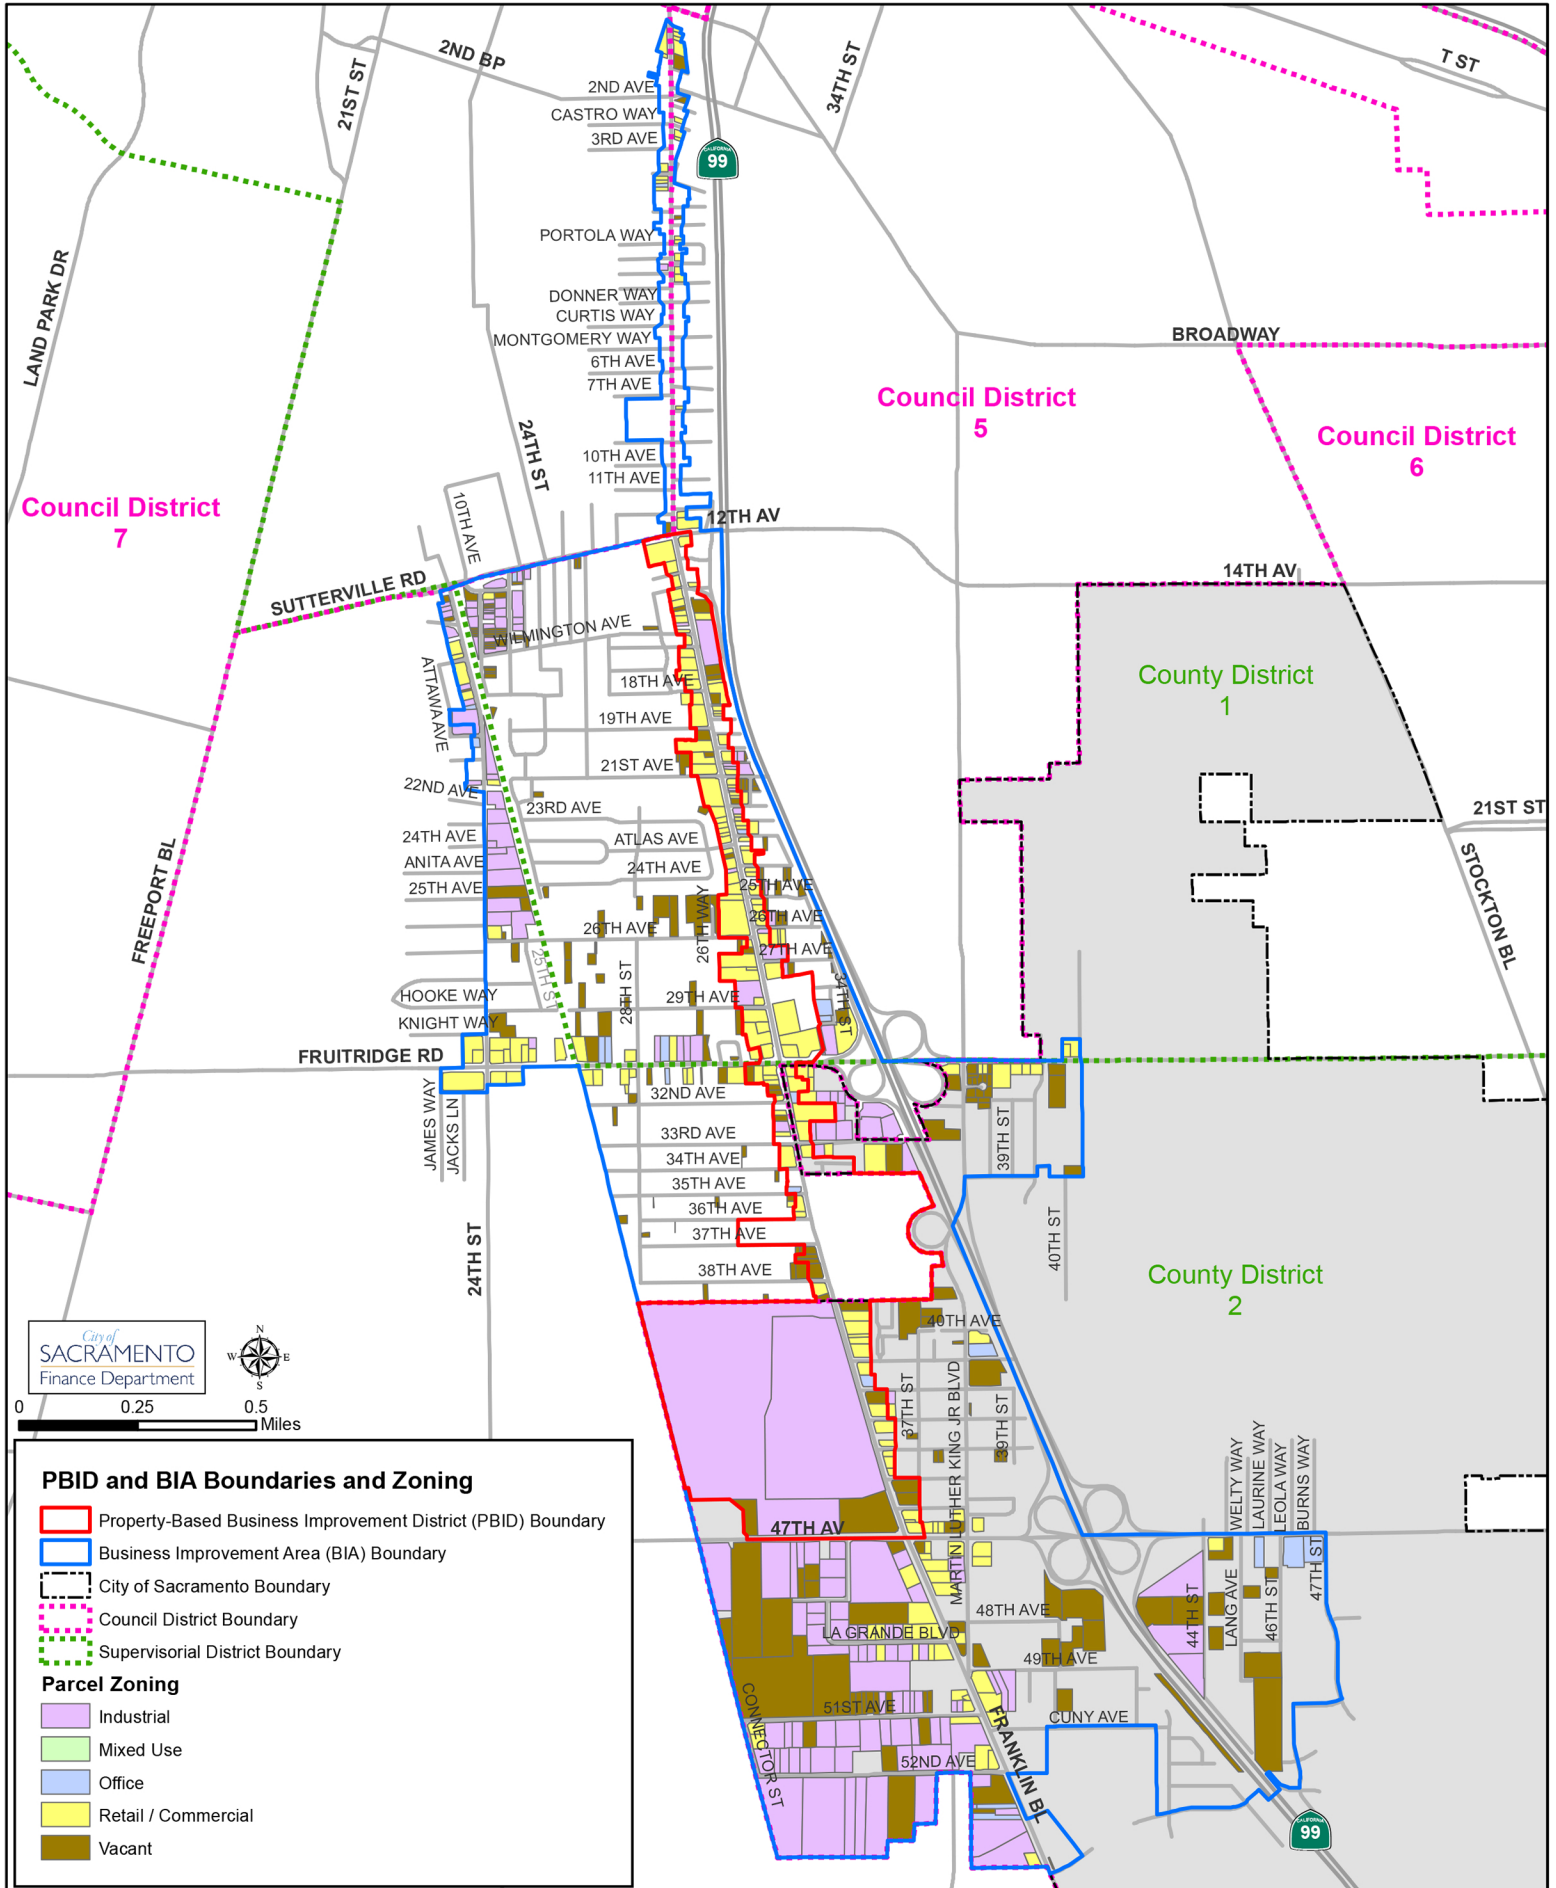 2ND BP
21ST ST
34TH ST
T ST
2ND AVE
CASTRO WAY
3RD AVE
CALIFORNIA
99
PORTOLA WAY
LAND PARK DR
DONNER WAY
CURTIS WAY
MONTGOMERY WAY
6TH AVE
7TH AVE
BROADWAY
Council District
5
Council District
6
24TH ST
10TH AVE
11TH AVE
Council District
7
10TH AVE
12TH AV
SUTTERVILLE RD
14TH AV
WILMINGTON AVE
ATTAWA AVE
18TH AVE
County District
1
19TH AVE
21ST AVE
22ND AVE
23RD AVE
21ST ST
24TH AVE
ATLAS AVE
ANITA AVE
24TH AVE
25TH AVE
25TH AVE
FREEPORT BL
26TH WAY
26TH AVE
26TH AVE
27TH AVE
STOCKTON BL
25TH ST
28TH ST
34TH ST
HOOKE WAY
29TH AVE
KNIGHT WAY
FRUITRIDGE RD
JAMES WAY
JACKS LN
32ND AVE
33RD AVE
39TH ST
34TH AVE
35TH AVE
36TH AVE
37TH AVE
38TH AVE
24TH ST
40TH ST
County District
2
40TH AVE
37TH ST
MARTIN LUTHER KING JR BLVD
39TH ST
City of
SACRAMENTO
Finance Department
N
W E
S
0 0.25 0.5
Miles
WELTY WAY
LAURINE WAY
LEOLA WAY
BURNS WAY
47TH AV
47TH ST
44TH ST
LANG AVE
46TH ST
48TH AVE
LA GRANDE BLVD
49TH AVE
CONNECTOR ST
51ST AVE
CUNY AVE
FRANKLIN BL
52ND AVE
CALIFORNIA
99
PBID and BIA Boundaries and Zoning
Property-Based Business Improvement District (PBID) Boundary
Business Improvement Area (BIA) Boundary
City of Sacramento Boundary
Council District Boundary
Supervisorial District Boundary
Parcel Zoning
Industrial
Mixed Use
Office
Retail / Commercial
Vacant